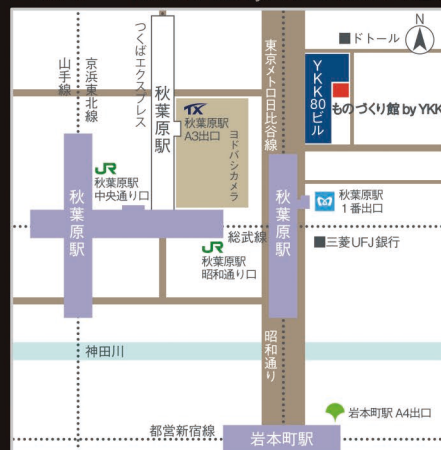 N
ドトール
山手線
京浜東北線
つくばエクスプレス
秋葉原駅
東京メトロ日比谷線
YKK80ビル
ものづくり館 by YKK
TX
秋葉原駅
A3出口
ヨドバシカメラ
JR
秋葉原駅
中央通り口
秋葉原駅
秋葉原駅
秋葉原駅
1番出口
総武線
JR
秋葉原駅
昭和通り口
三菱UFJ銀行
昭和通り
神田川
岩本町駅 A4出口
都営新宿線
岩本町駅